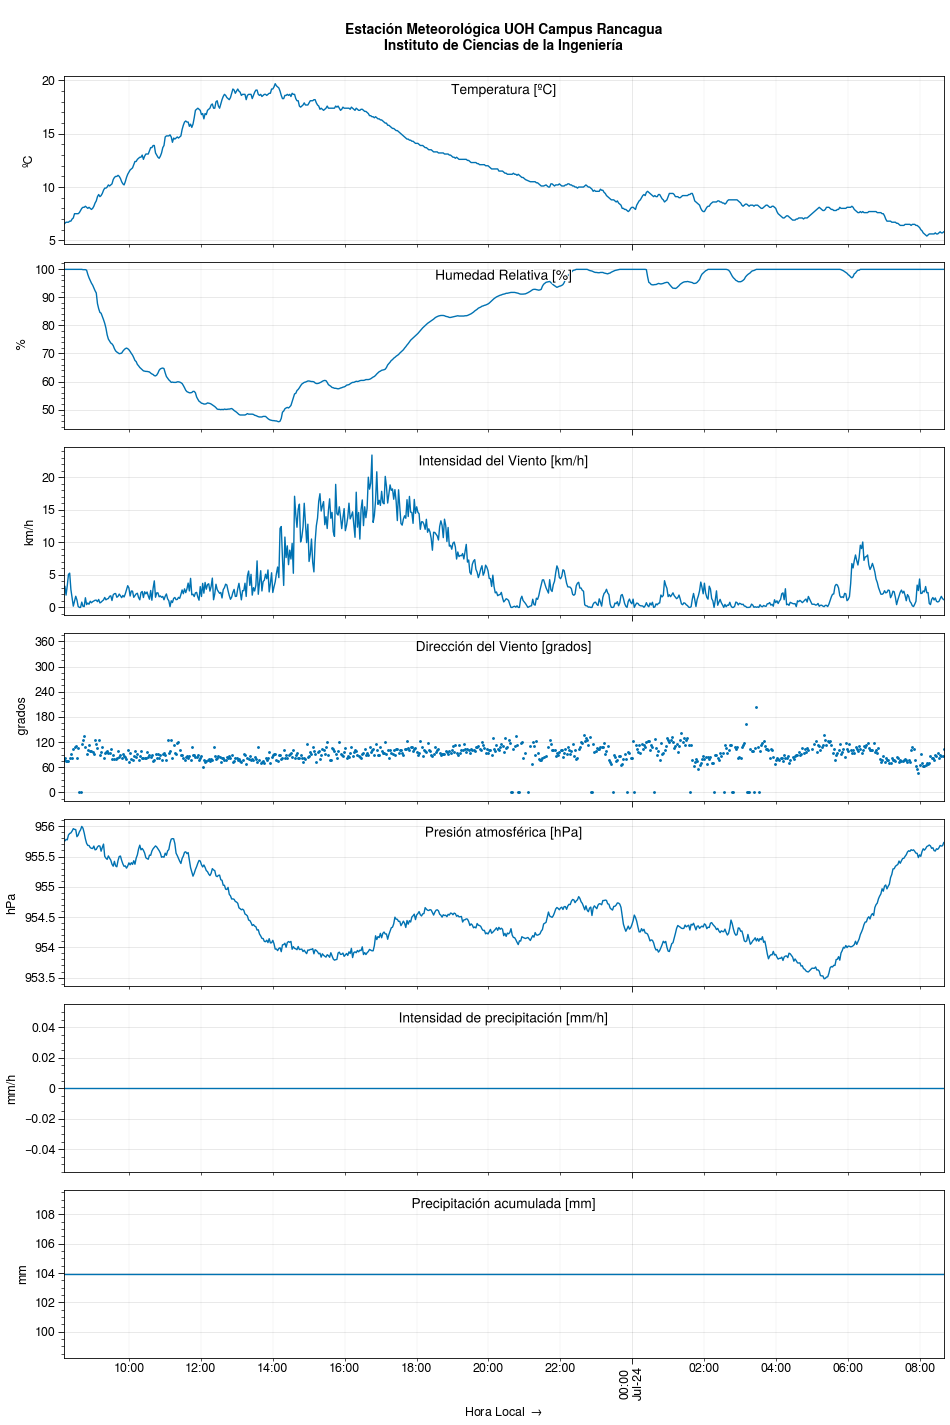 Estación Meteorológica UOH Campus Rancagua
Instituto de Ciencias de la Ingeniería
Temperatura [ºC]
ºC
20
15
10
5
Humedad Relativa [%]
%
100
90
80
70
60
50
Intensidad del Viento [km/h]
km/h
20
15
10
5
0
Dirección del Viento [grados]
grados
360
300
240
180
120
60
0
Presión atmosférica [hPa]
hPa
956
955.5
955
954.5
954
953.5
Intensidad de precipitación [mm/h]
mm/h
0.04
0.02
0
−0.02
−0.04
Precipitación acumulada [mm]
mm
108
106
104
102
100
10:00 12:00 14:00 16:00 18:00 20:00 22:00 00:00 02:00 04:00 06:00 08:00
Jul-24
Hora Local →